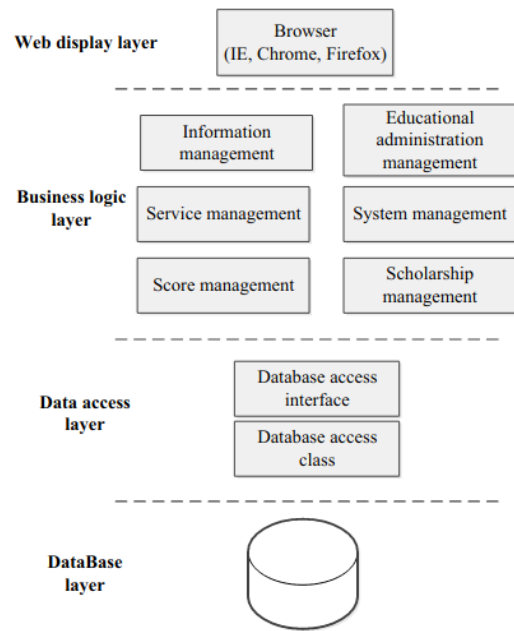 Web display layer
Browser
(IE, Chrome, Firefox)
Information
management
Educational
administration
management
Business logic
layer
Service management
System management
Score management
Scholarship
management
Data access
layer
Database access
interface
Database access
class
DataBase
layer